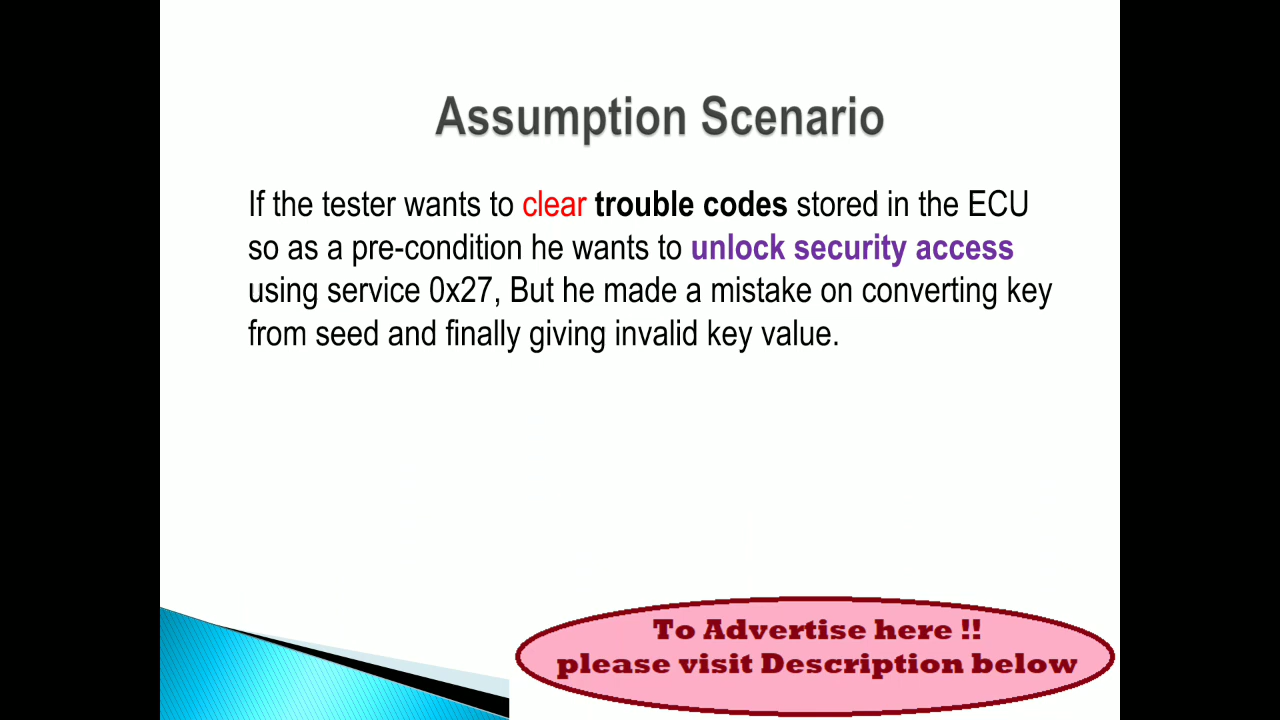 Assumption Scenario
If the tester wants to clear trouble codes stored in the ECU
so as a pre-condition he wants to unlock security access
using service 0x27, But he made a mistake on converting key
from seed and finally giving invalid key value.
To Advertise here !!
please visit Description below